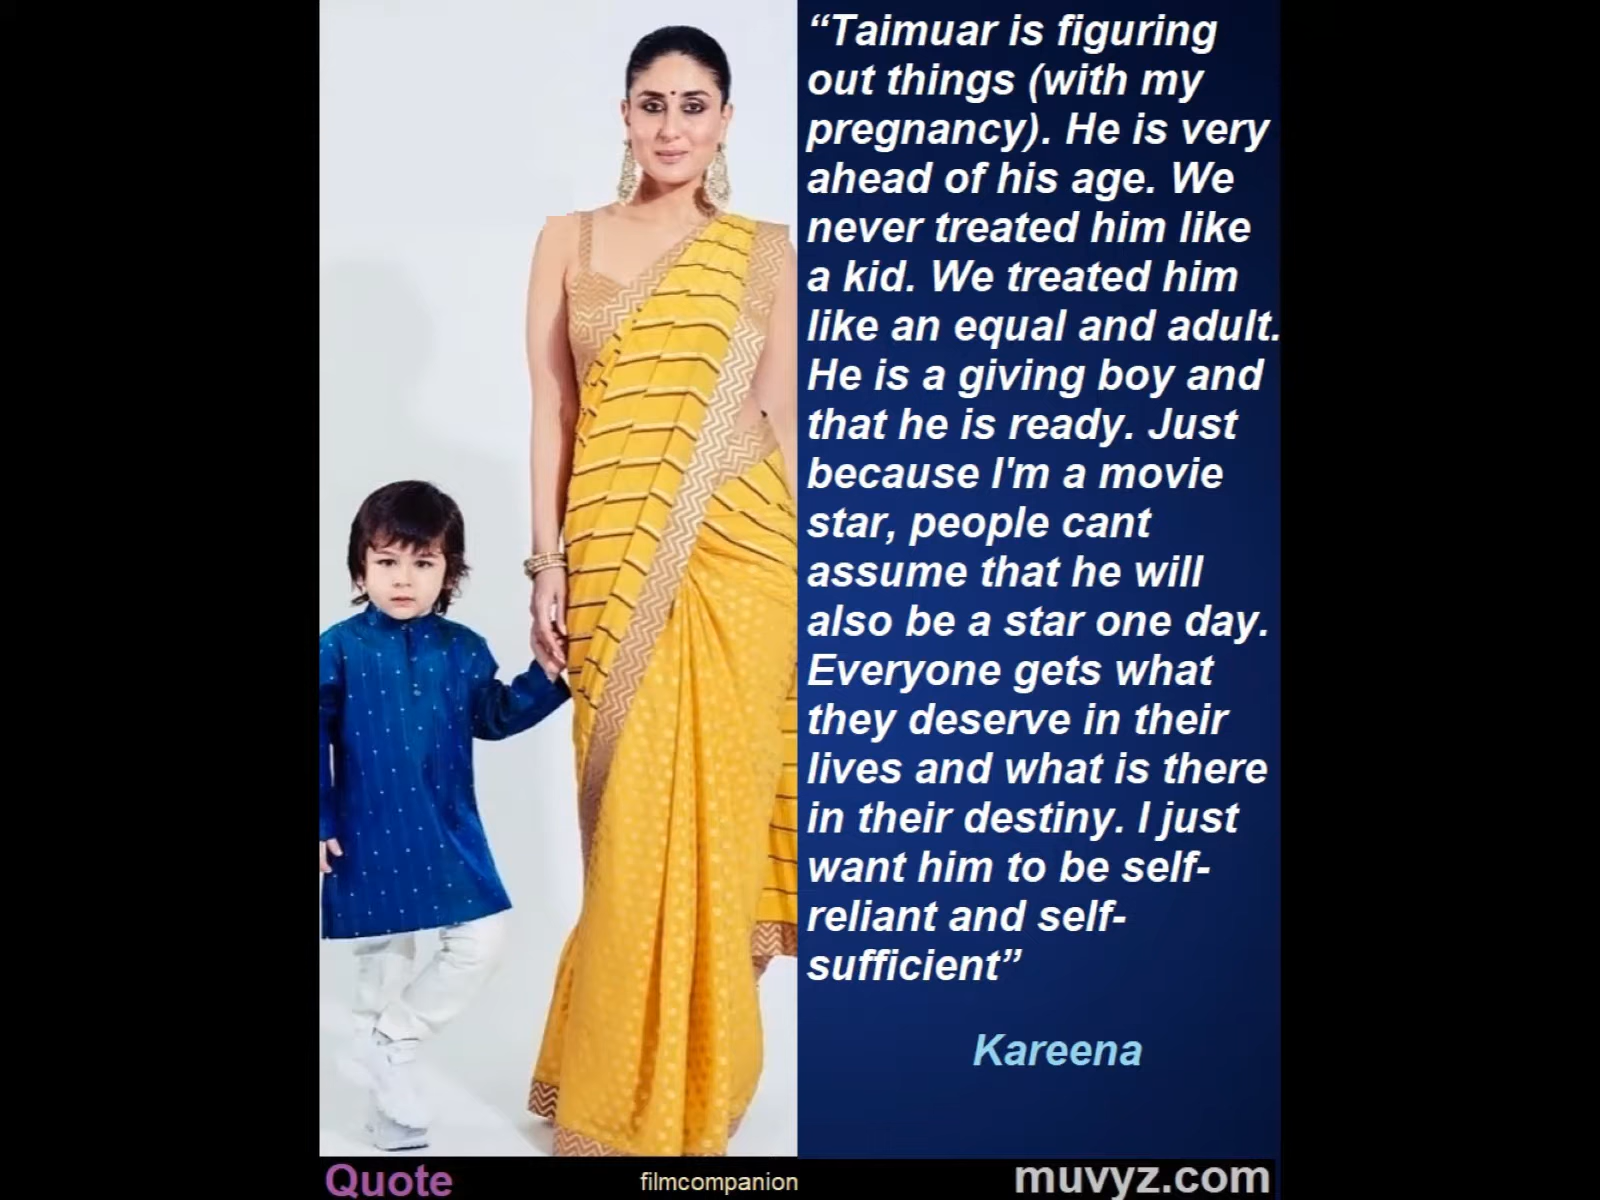 “Taimuar is figuring
out things (with my
pregnancy). He is very
ahead of his age. We
never treated him like
a kid. We treated him
like an equal and adult.
He is a giving boy and
that he is ready. Just
because I'm a movie
star, people cant
assume that he will
also be a star one day.
Everyone gets what
they deserve in their
lives and what is there
in their destiny. I just
want him to be self-
reliant and self-
sufficient”
Kareena
Quote
filmcompanion
muvyz.com